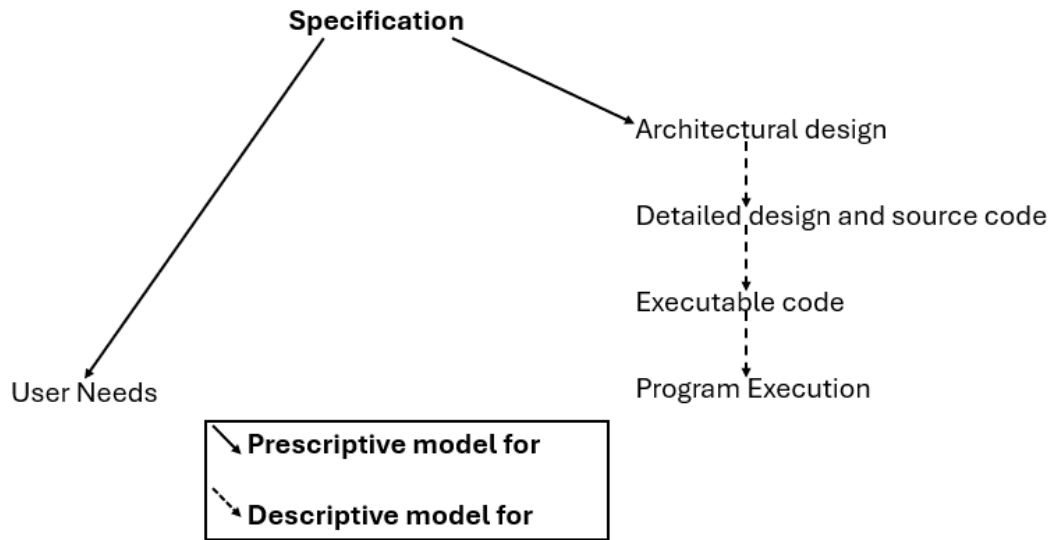 Specification
Architectural design
Detailed design and source code
Executable code
Program Execution
User Needs
Prescriptive model for
Descriptive model for